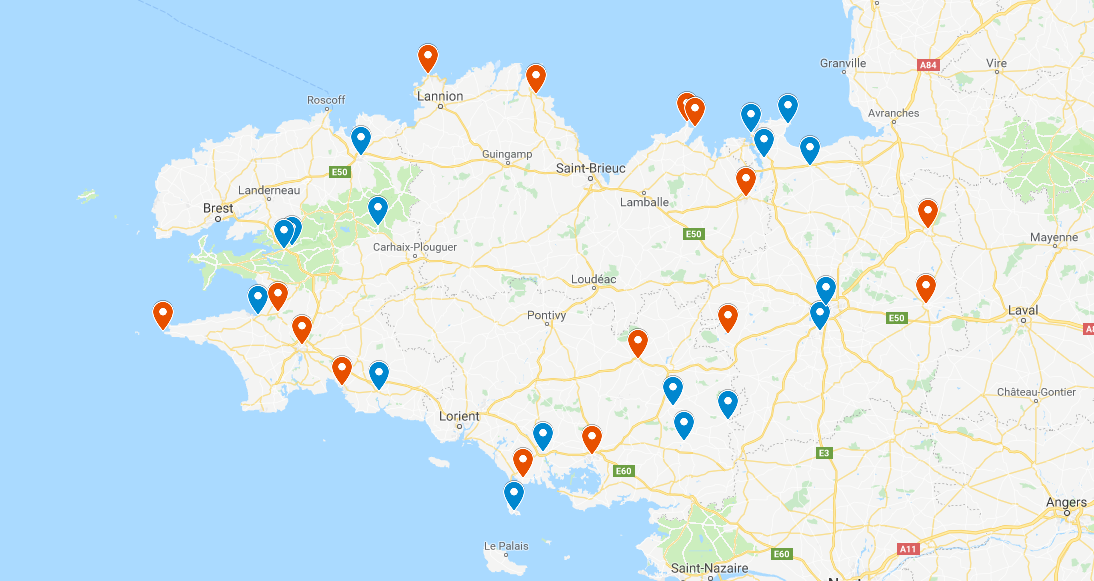 Granville
A84
Vire
Roscoff
Lannion
Avranches
Guingamp
E50
Saint-Brieuc
Landerneau
Lamballe
Brest
E50
Mayenne
Carhaix-Plouguer
Loudéac
Pontivy
E50
Laval
Château-Gontier
Lorient
E3
E60
Angers
Le Palais
A11
E60
Saint-Nazaire